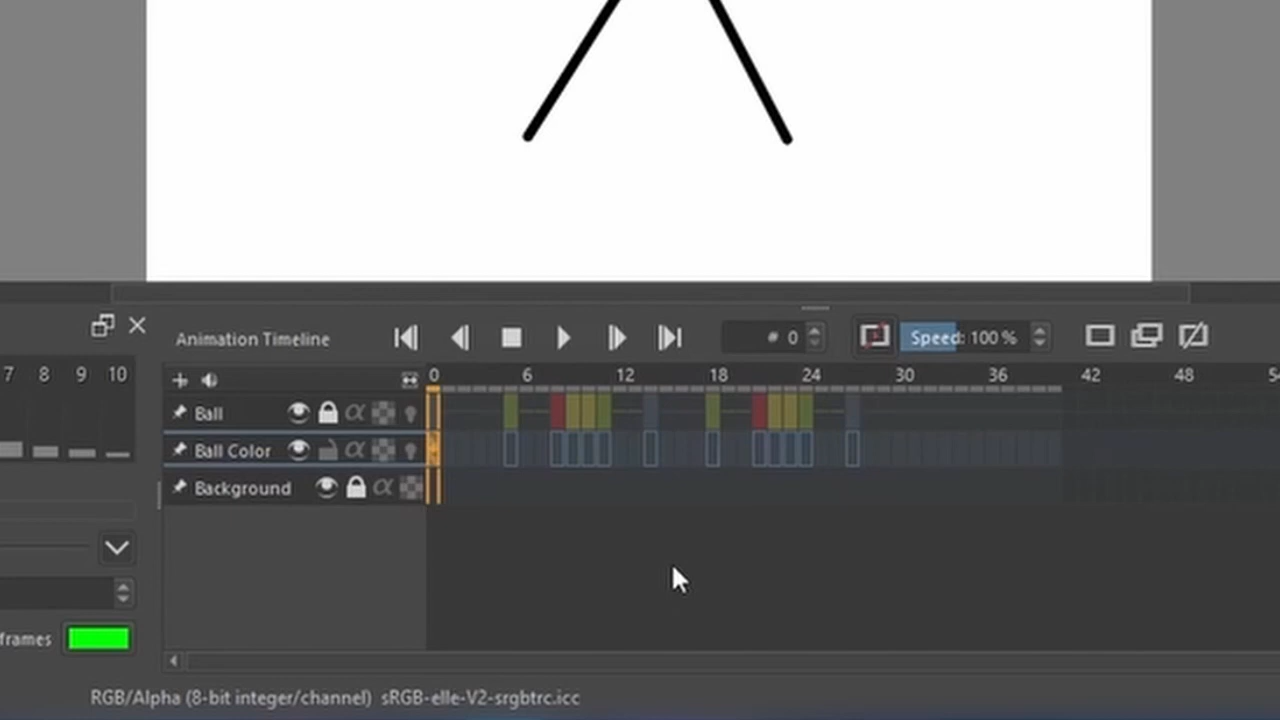 Animation Timeline # 0 Speed: 100 %
7 8 9 10 0 6 12 18 24 30 36 42 48
Ball α
Ball Color α
Background α
frames
RGB/Alpha (8-bit integer/channel) sRGB-elle-V2-srgbtrc.icc